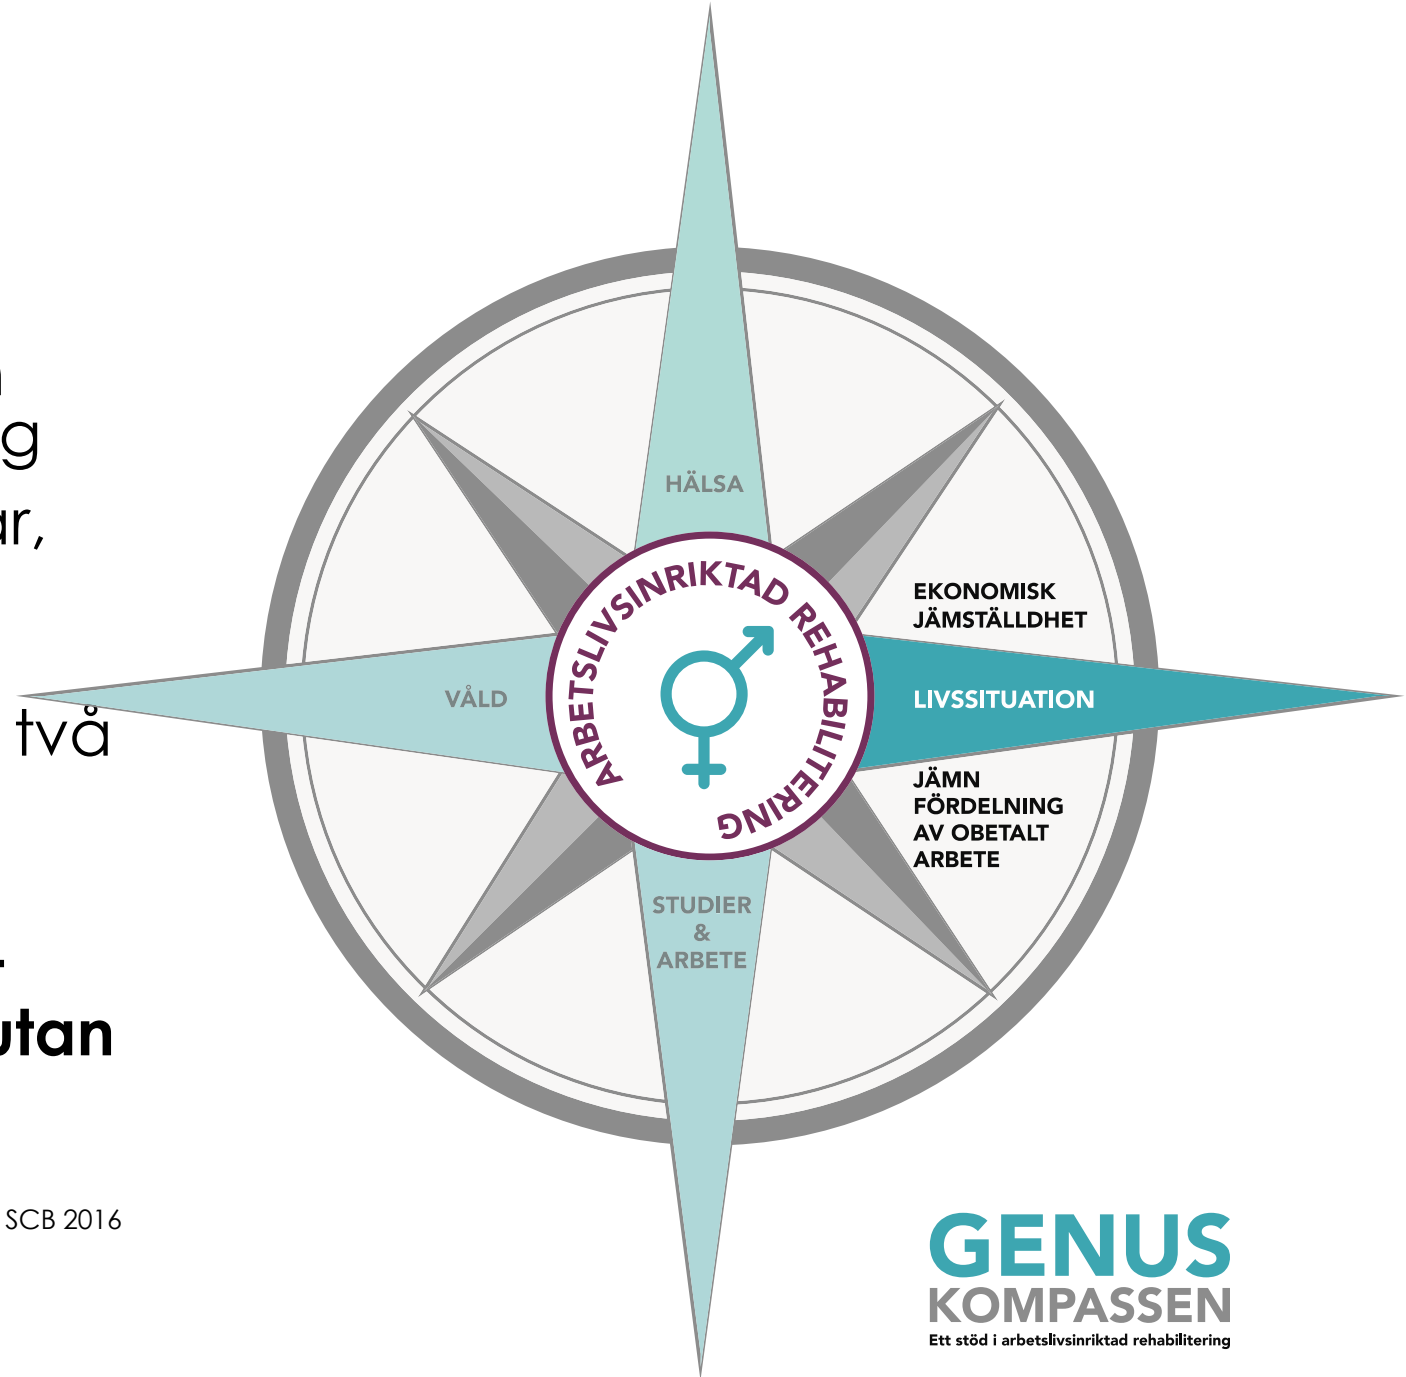 g
är,
två
utan
SCB 2016
HÄLSA
ARBETSLIVSINRIKTAD REHABILITERING
EKONOMISK
JÄMSTÄLLDHET
VÅLD
LIVSSITUATION
JÄMN
FÖRDELNING
AV OBETALT
ARBETE
STUDIER
&
ARBETE
GENUS
KOMPASSEN
Ett stöd i arbetslivsinriktad rehabilitering